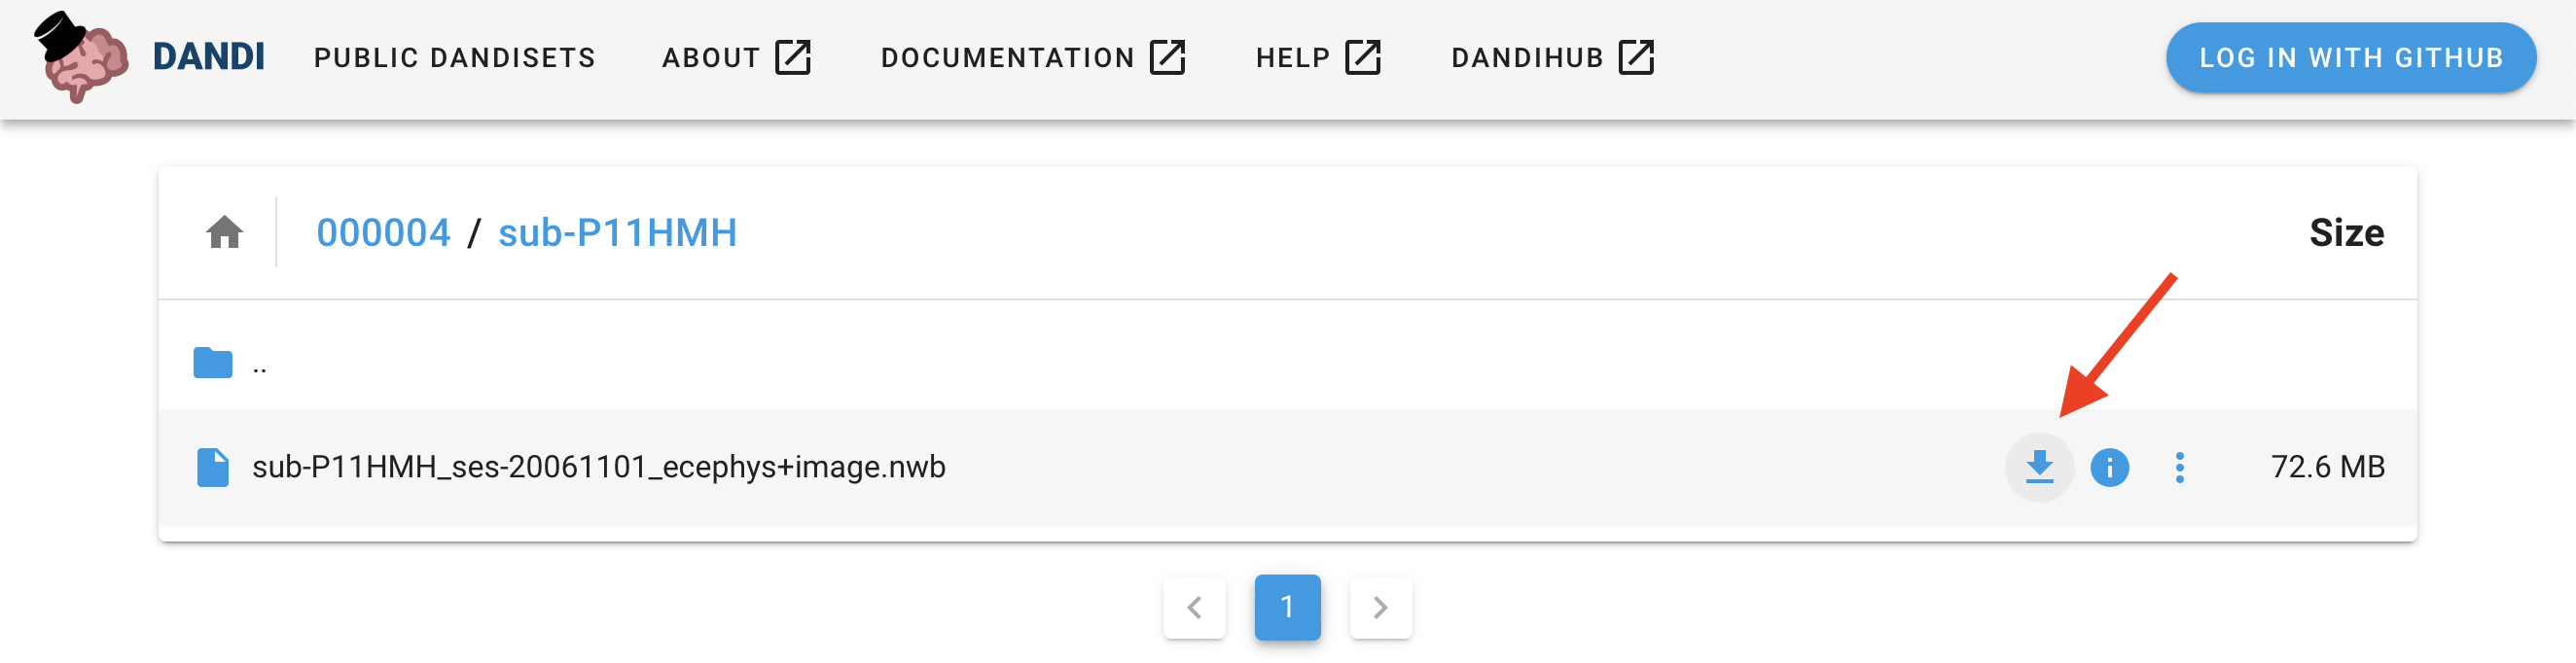 DANDI PUBLIC DANDISETS ABOUT DOCUMENTATION HELP DANDIHUB LOG IN WITH GITHUB
000004 / sub-P11HMH Size
..
sub-P11HMH_ses-20061101_ecephys+image.nwb 72.6 MB
1